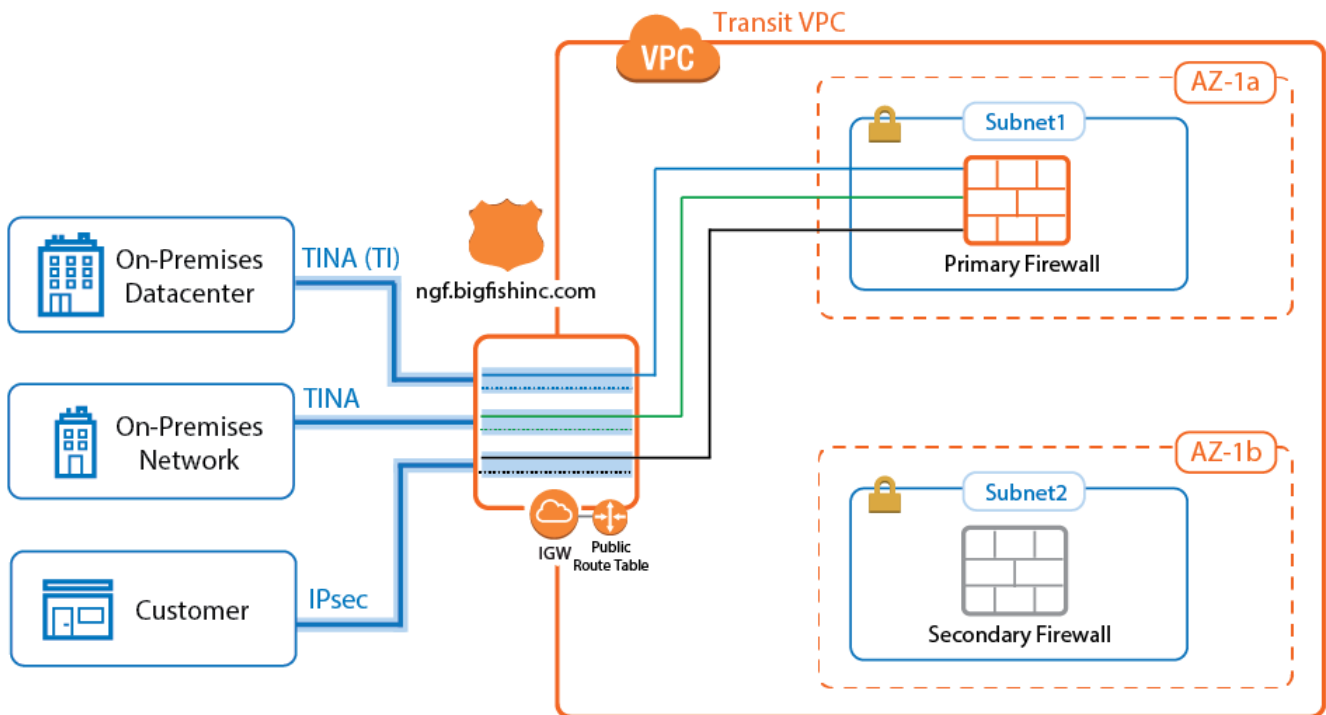 Transit VPC
VPC
AZ-1a
Subnet1
Primary Firewall
ngf.bigfishinc.com
On-Premises
Datacenter
TINA (TI)
On-Premises
Network
TINA
Customer
IPsec
IGW
Public
Route Table
AZ-1b
Subnet2
Secondary Firewall